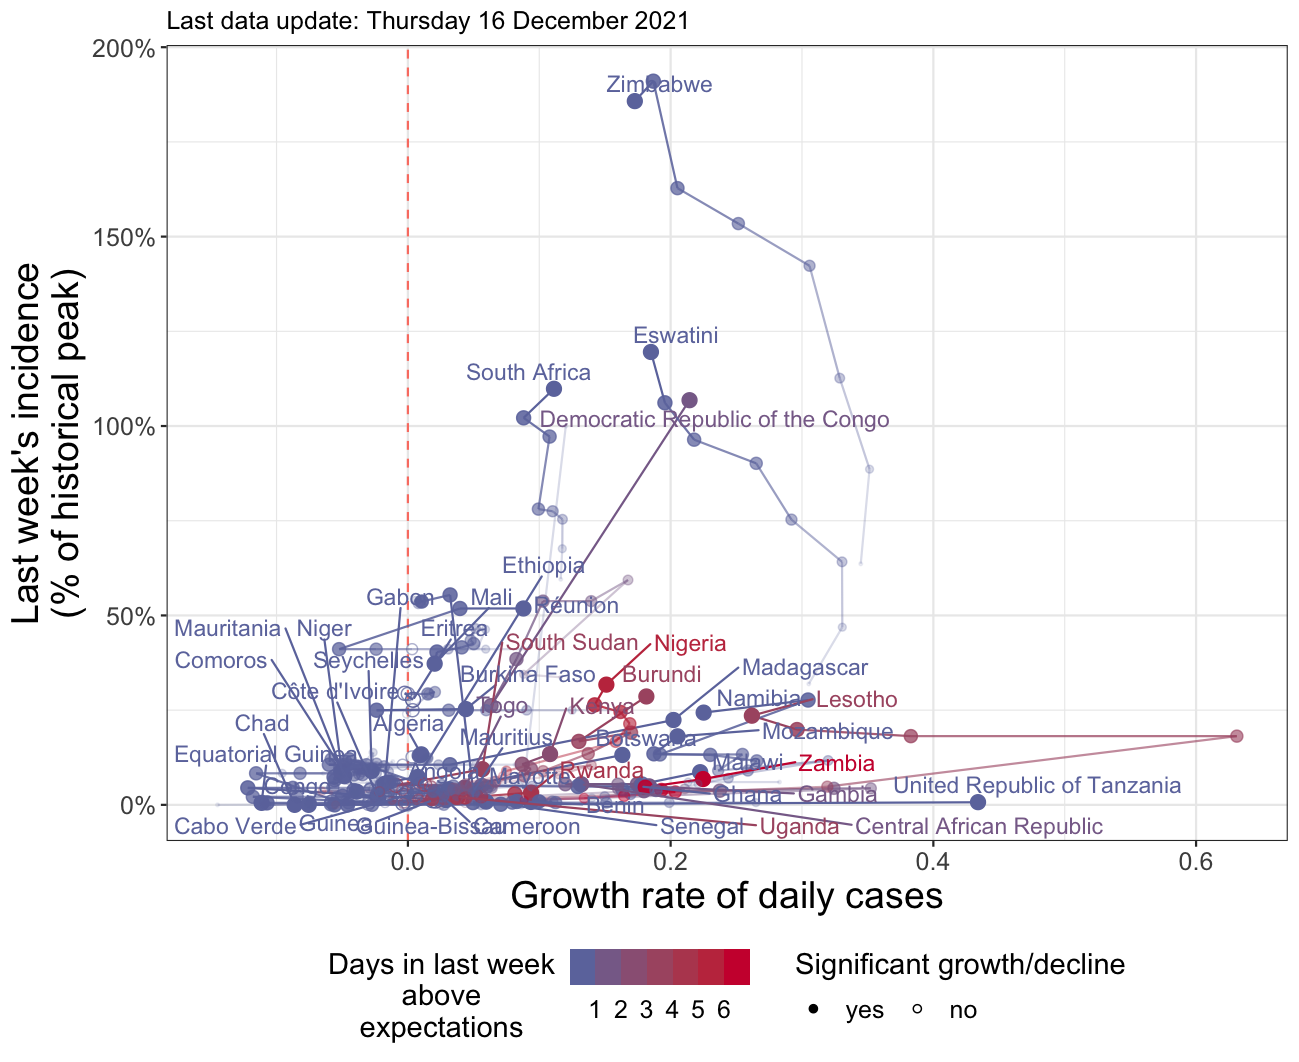 Last data update: Thursday 16 December 2021
200%
150%
100%
50%
0%
Last week's incidence
(% of historical peak)
Zimbabwe
Eswatini
South Africa
Democratic Republic of the Congo
Ethiopia
Gabon
Mali
Réunion
Mauritania
Niger
Eritrea
South Sudan
Nigeria
Comoros
Seychelles
Burkina Faso
Burundi
Madagascar
Côte d'Ivoire
Togo
Kenya
Namibia
Lesotho
Chad
Algeria
Mauritius
Botswana
Mozambique
Equatorial Guinea
Angola
Mayotte
Rwanda
Malawi
Zambia
Congo
Benin
Ghana
Gambia
United Republic of Tanzania
Cabo Verde
Guinea
Guinea-Bissau
Cameroon
Senegal
Uganda
Central African Republic
0.0
0.2
0.4
0.6
Growth rate of daily cases
Days in last week
above
expectations
1 2 3 4 5 6
Significant growth/decline
yes
no